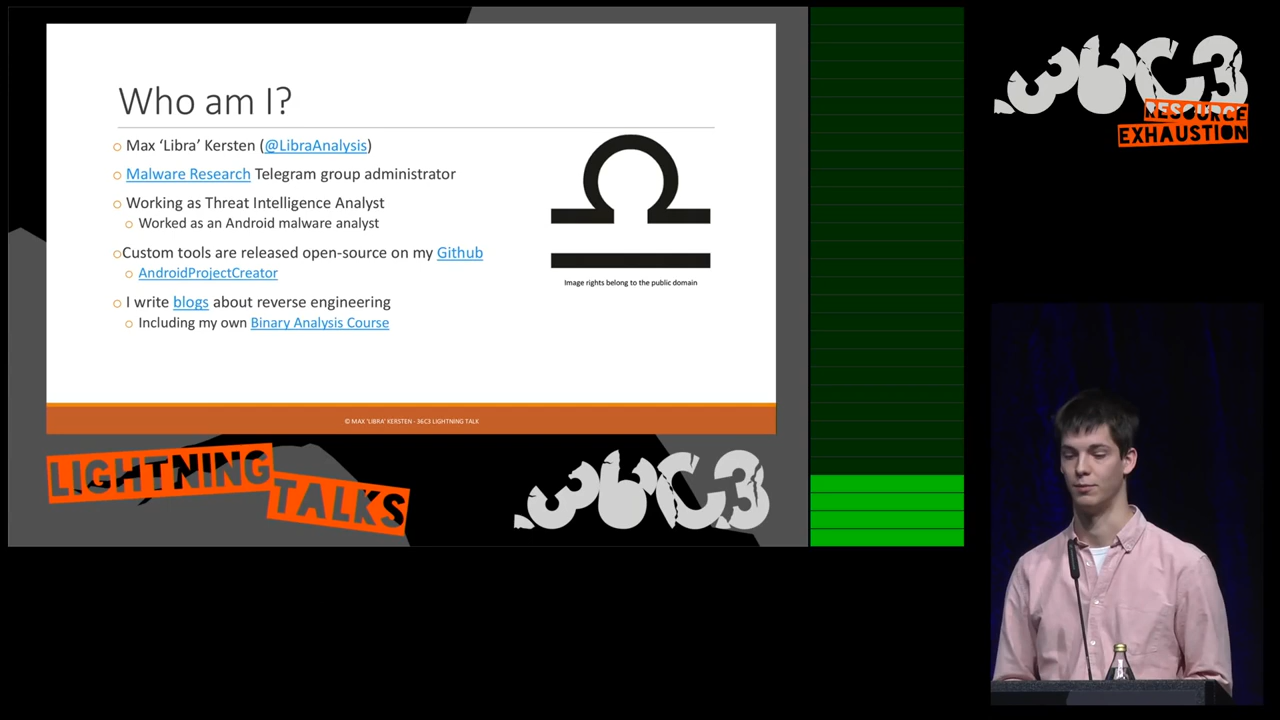 Who am I?
Max ‘Libra’ Kersten (@LibraAnalysis)
Malware Research Telegram group administrator
Working as Threat Intelligence Analyst
Worked as an Android malware analyst
Custom tools are released open-source on my Github
AndroidProjectCreator
I write blogs about reverse engineering
Including my own Binary Analysis Course
Image rights belong to the public domain
© MAX 'LIBRA' KERSTEN - 36C3 LIGHTNING TALK
LIGHTNING
TALKS
36C3
36C3
RESOURCE
EXHAUSTION